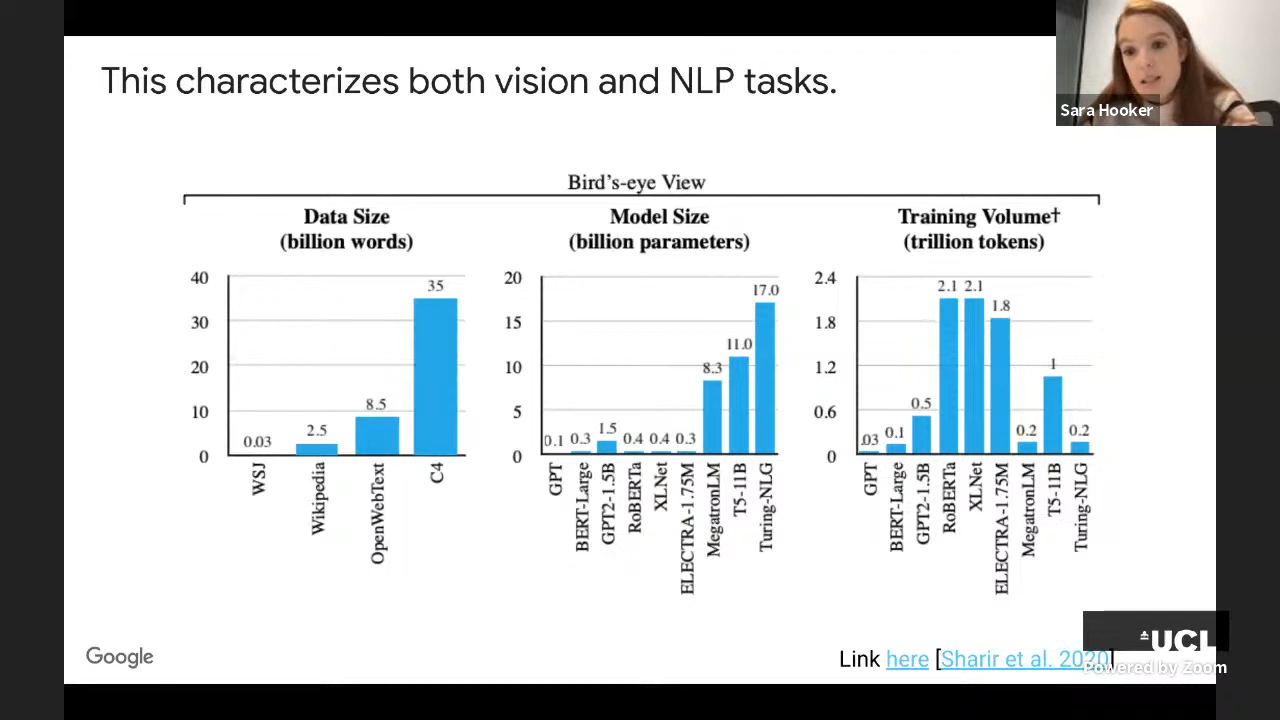 This characterizes both vision and NLP tasks.
Sara Hooker
Bird's-eye View
Data Size
(billion words)
40
30
20
10
0
0.03
2.5
8.5
35
WSJ
Wikipedia
OpenWebText
C4
Model Size
(billion parameters)
20
15
10
5
0
0.1
0.3
1.5
0.4
0.4
0.3
8.3
11.0
17.0
GPT
BERT-Large
GPT2-1.5B
RoBERTa
XLNet
ELECTRA-1.75M
MegatronLM
T5-11B
Turing-NLG
Training Volume†
(trillion tokens)
2.4
1.8
1.2
0.6
0
.03
0.1
0.5
2.1
2.1
1.8
0.2
1
0.2
GPT
BERT-Large
GPT2-1.5B
RoBERTa
XLNet
ELECTRA-1.75M
MegatronLM
T5-11B
Turing-NLG
Google
Link here [Sharir et al. 2020]
UCL
Powered by Zoom